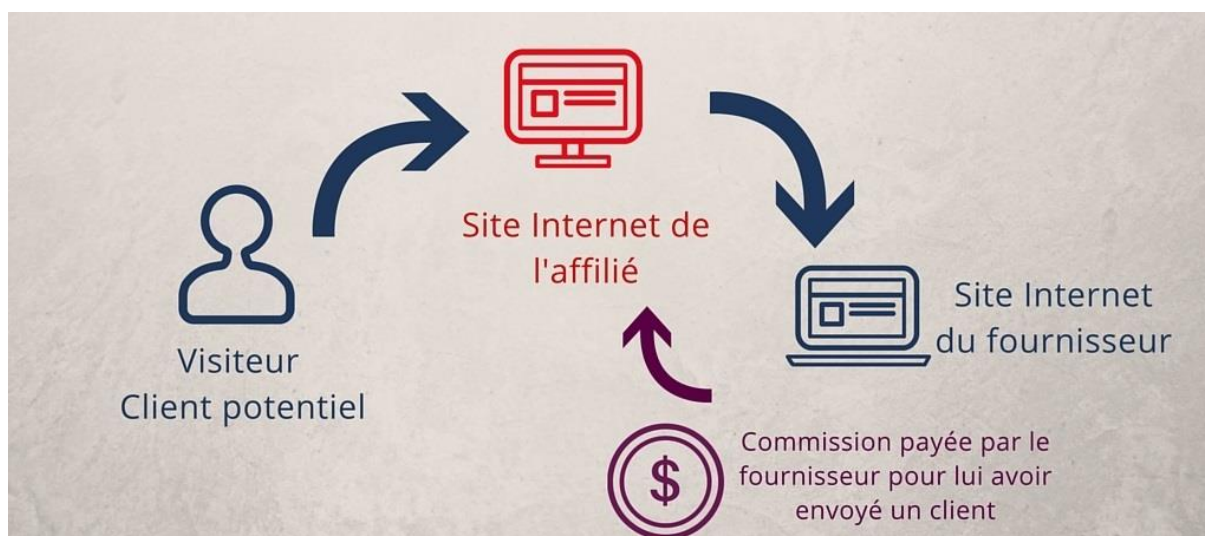 Site Internet de
l'affilié
Site Internet
du fournisseur
Visiteur
Client potentiel
Commission payée par le
fournisseur pour lui avoir
envoyé un client
$